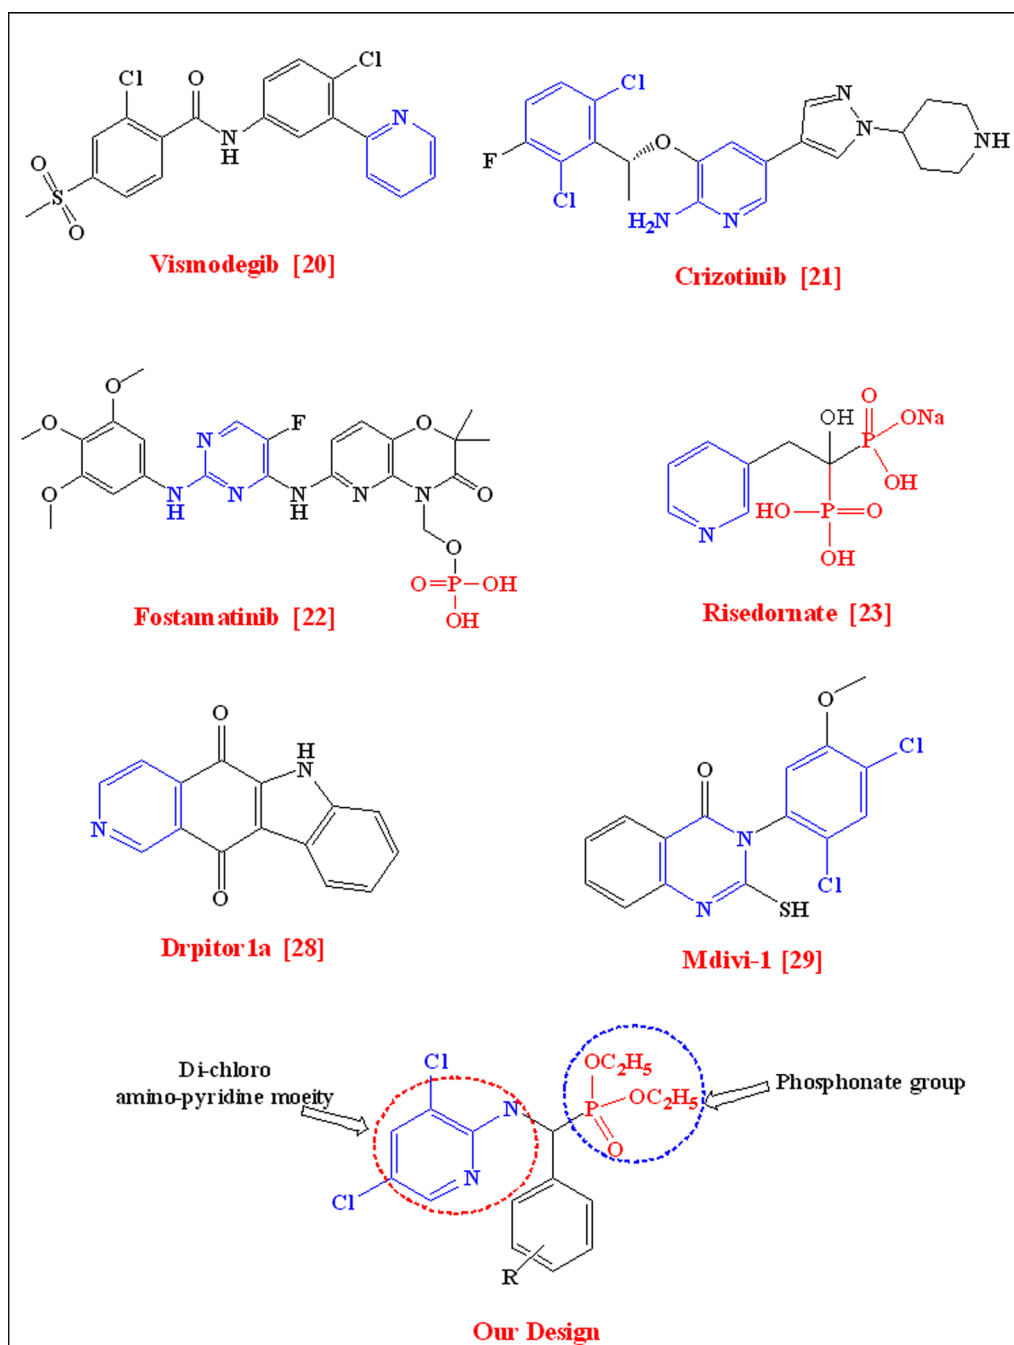 Cl
O
Cl
N
N
H
O
S
O
Vismodegib [20]
Cl
F
Cl
O
H2N
N
N
N
NH
Crizotinib [21]
O
O
O
N
F
N
H
N
N
H
N
O
N
O
O
O=P-OH
OH
Fostamatinib [22]
N
OH
O
P
ONa
OH
HO
P
O
OH
Risedornate [23]
O
N
O
H
N
Drpitor1a [28]
O
O
Cl
N
N
Cl
SH
Mdivi-1 [29]
Di-chloro
amino-pyridine moeity
Cl
N
OC2H5
P
OC2H5
O
Phosphonate group
Cl
N
R
Our Design